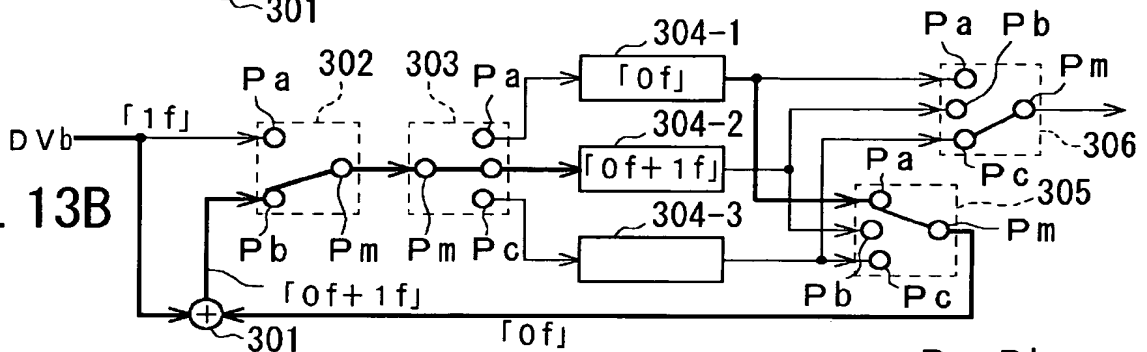 301
304-1
302
303
Pa
Pa
「0f」
Pa
Pb
Pm
「1f」
DVb
304-2
「0f+1f」
306
Pc
. 13B
Pb
Pm
Pm
Pc
304-3
Pa
305
Pm
「0f+1f」
Pb
Pc
+
301
「0f」